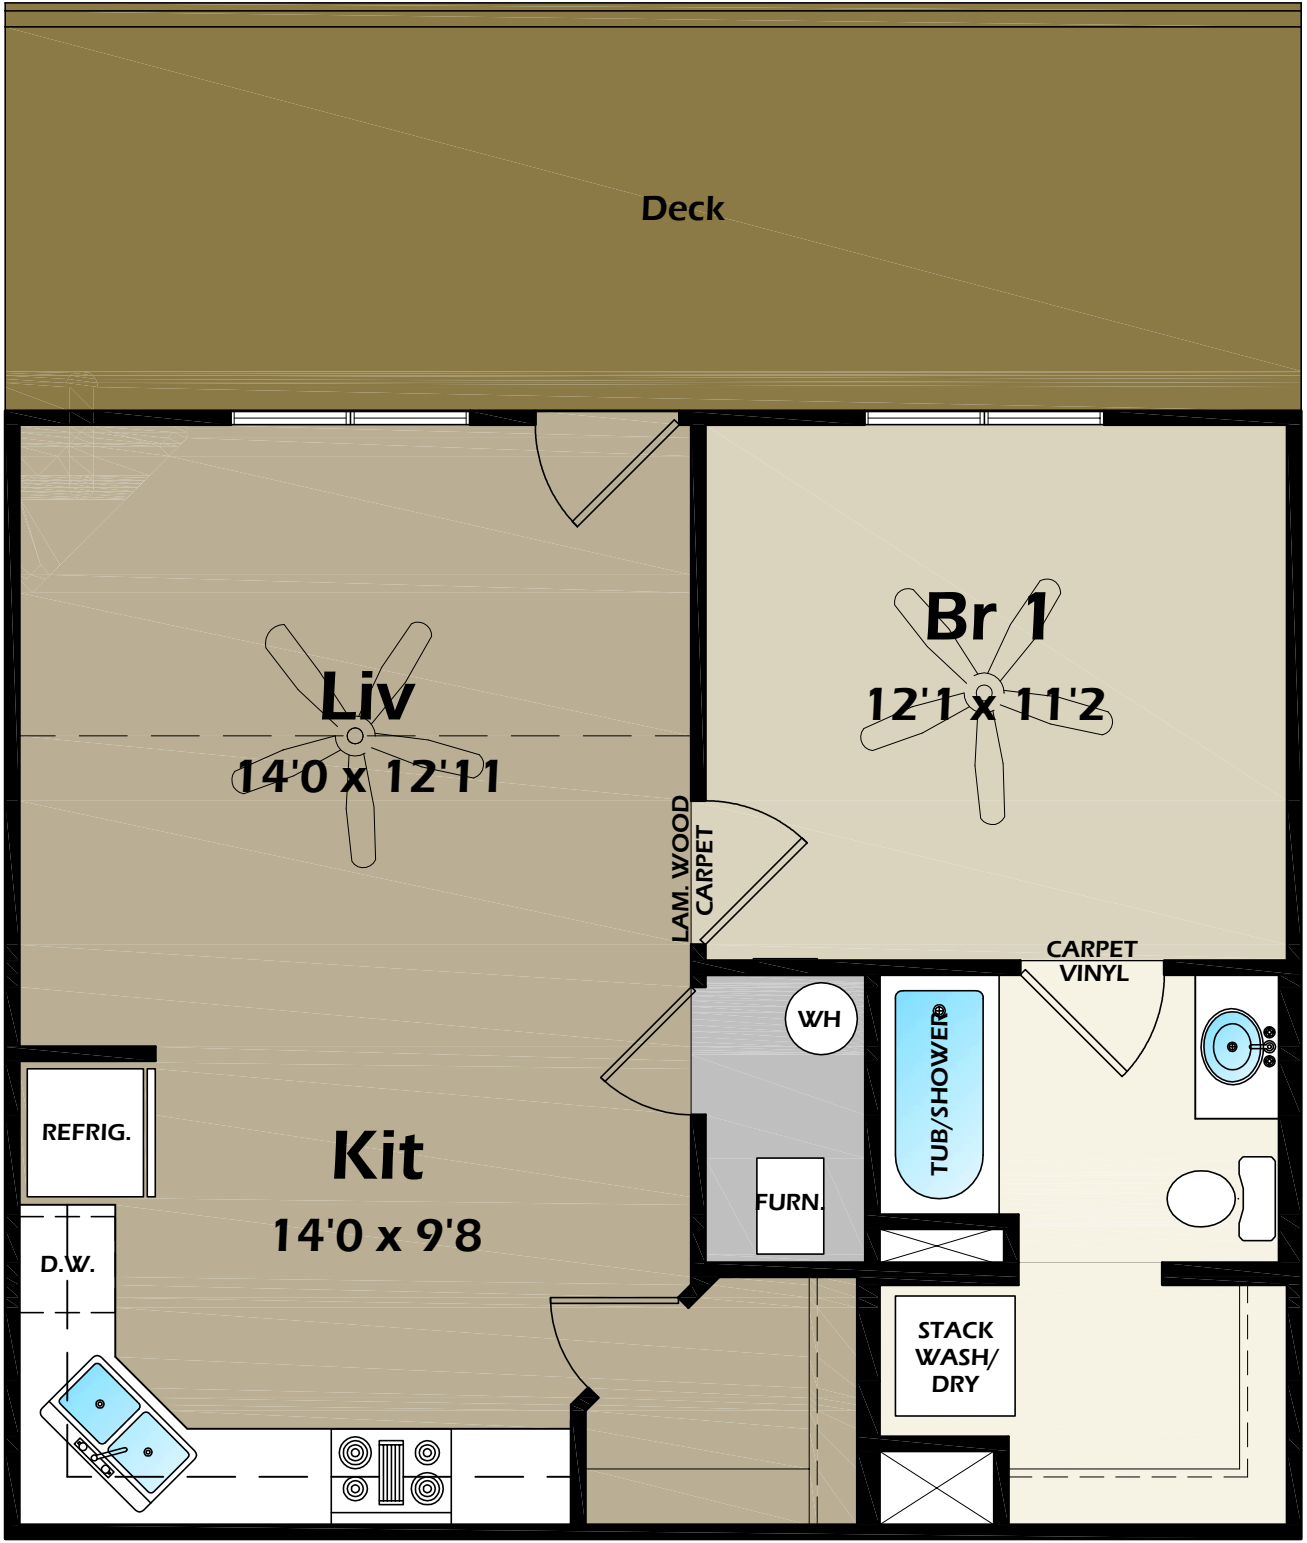 Deck
Br 1
12'1 x 11'2
Liv
14'0 x 12'11
LAM. WOOD
CARPET
CARPET
VINYL
WH
TUB/SHOWER
REFRIG.
Kit
14'0 x 9'8
FURN.
D.W.
STACK
WASH/
DRY